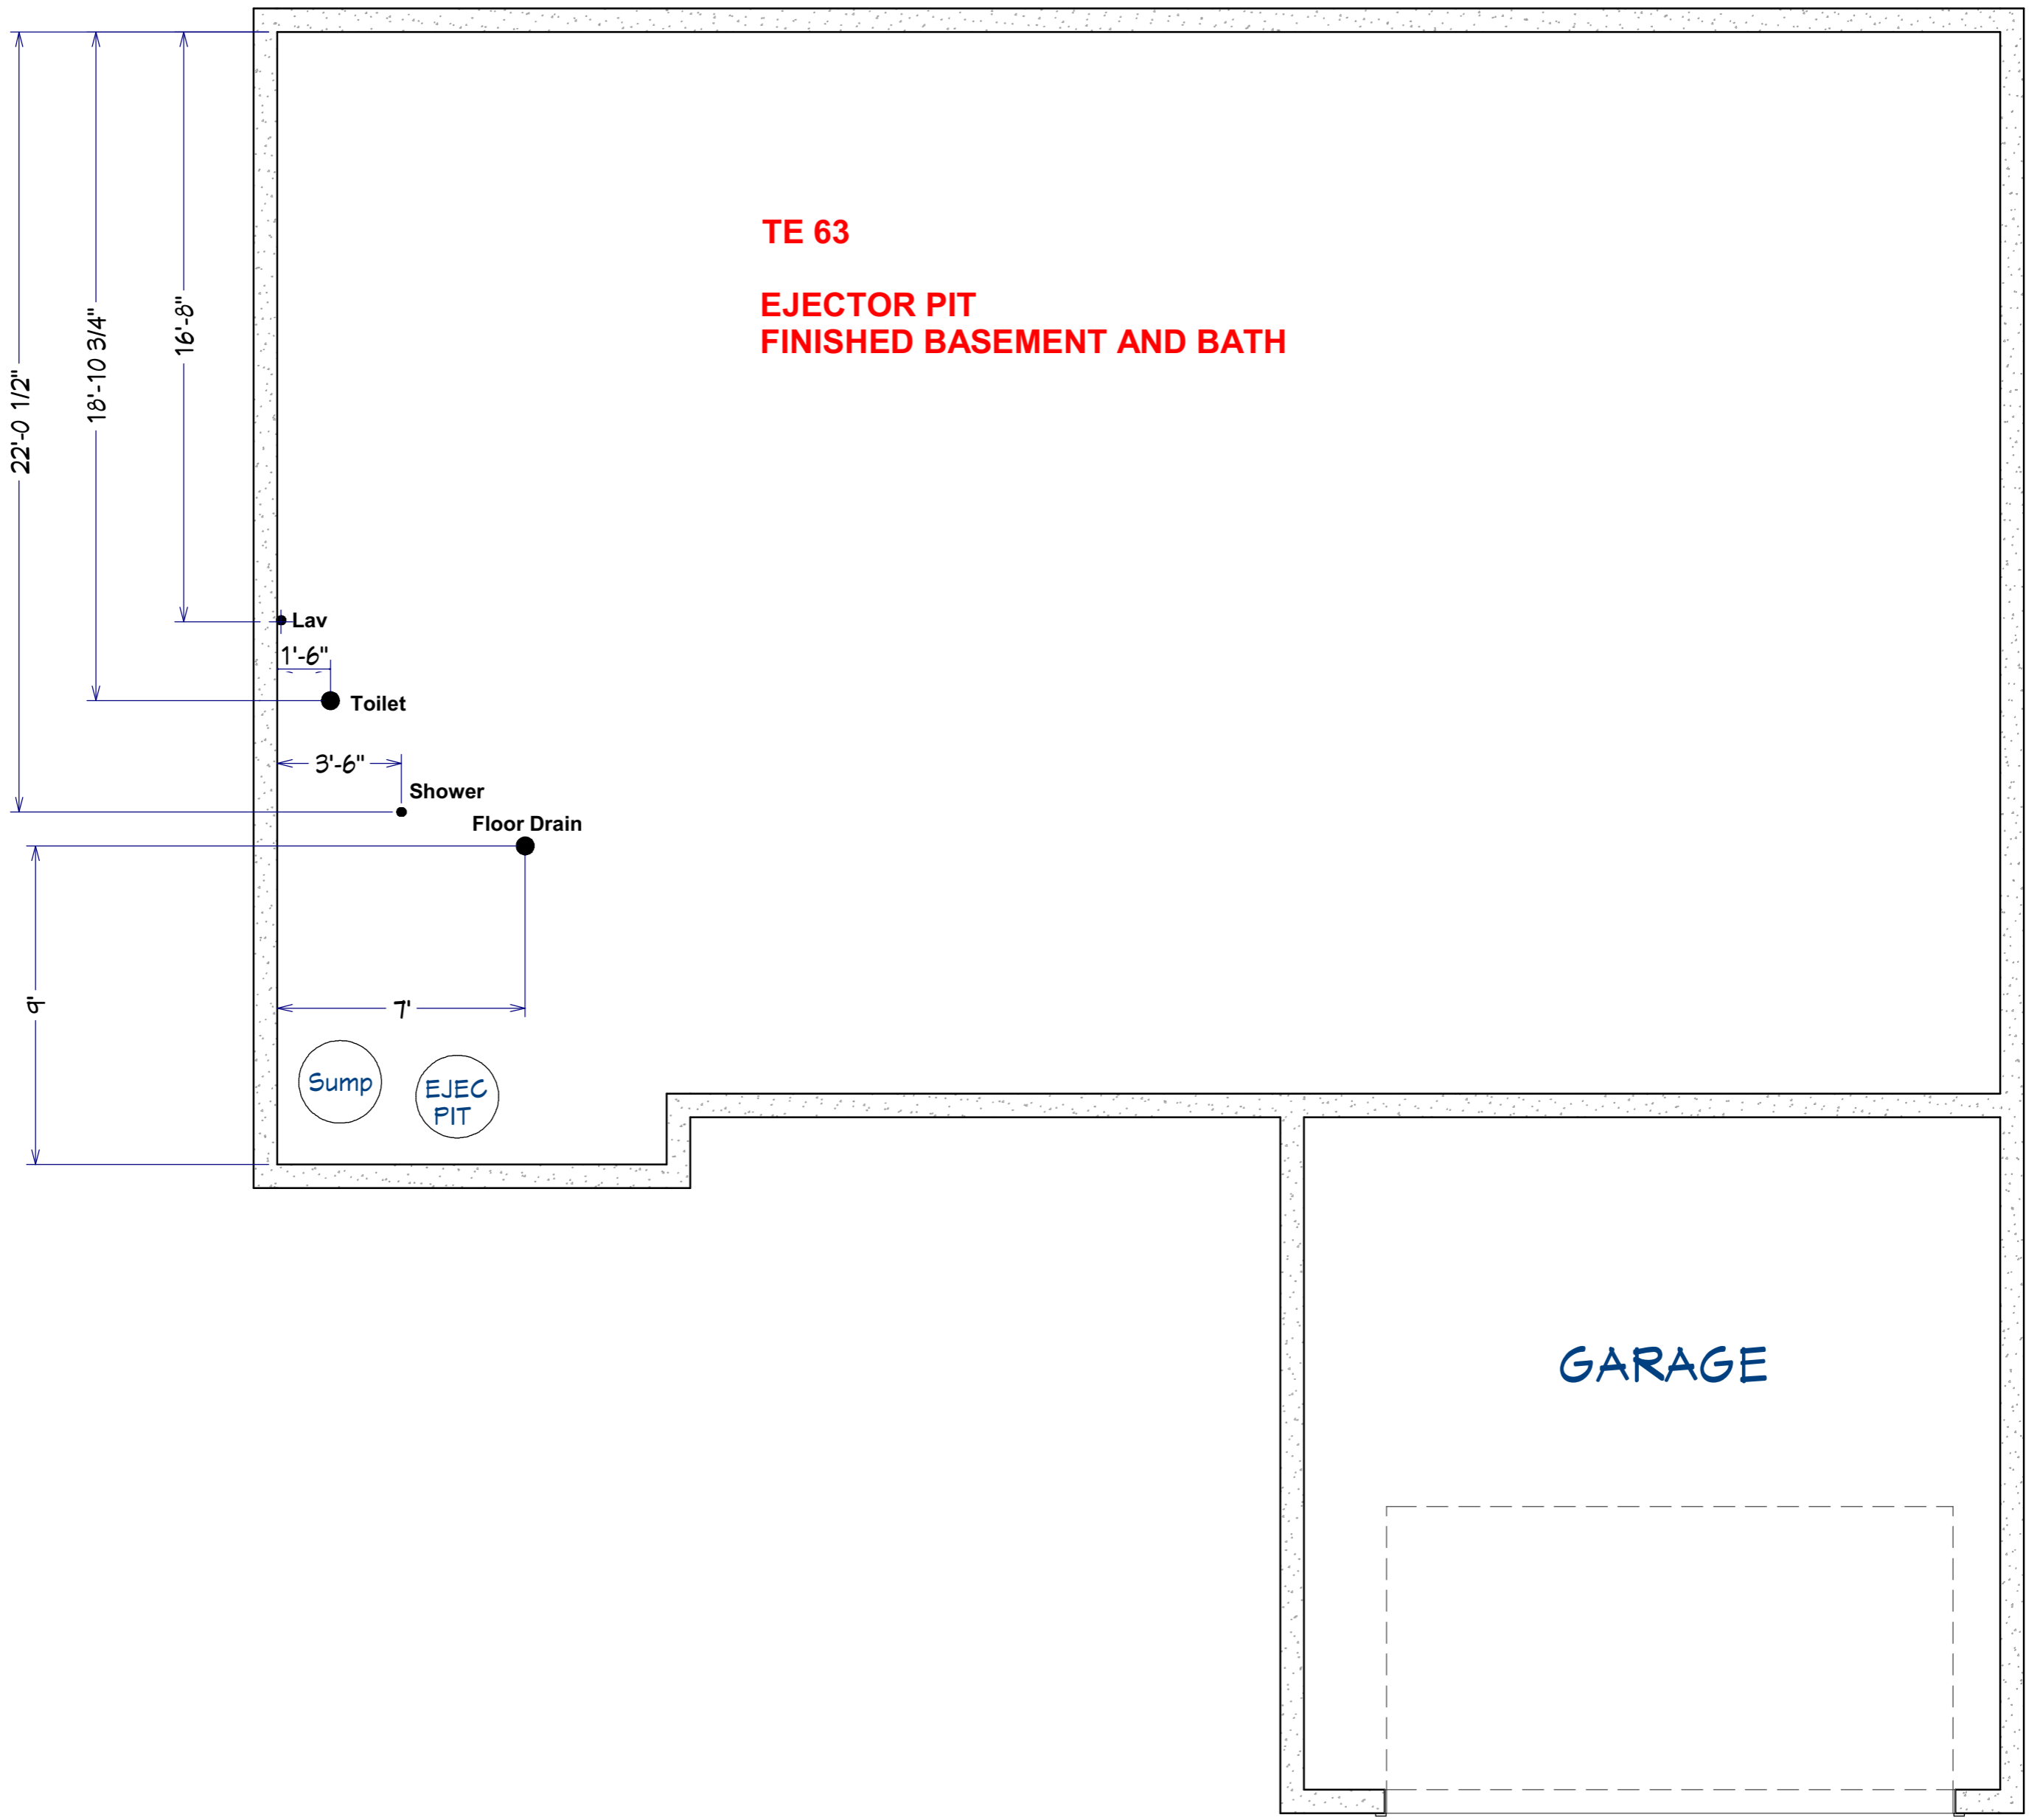 TE 63
EJECTOR PIT
FINISHED BASEMENT AND BATH
22'-0 1/2"
18'-10 3/4"
16'-8"
Lav
1'-6"
Toilet
3'-6"
Shower
Floor Drain
9'
7'
Sump
EJEC
PIT
GARAGE